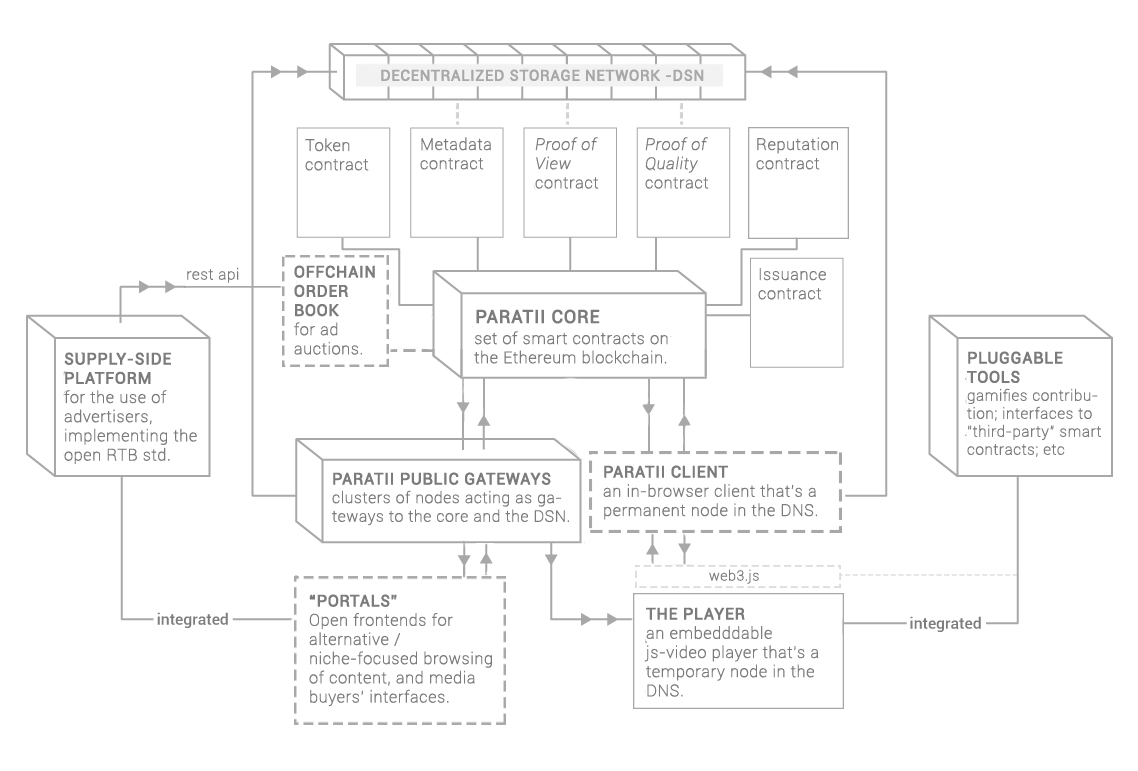 DECENTRALIZED STORAGE NETWORK -DSN
Token
contract
Metadata
contract
Proof of
View
contract
Proof of
Quality
contract
Reputation
contract
rest api
OFFCHAIN
ORDER
BOOK
for ad
auctions.
Issuance
contract
PARATII CORE
set of smart contracts on
the Ethereum blockchain.
SUPPLY-SIDE
PLATFORM
for the use of
advertisers,
implementing the
open RTB std.
PLUGGABLE
TOOLS
gamifies contribu-
tion; interfaces to
"third-party" smart
contracts; etc
PARATII PUBLIC GATEWAYS
clusters of nodes acting as ga-
teways to the core and the DSN.
PARATII CLIENT
an in-browser client that's a
permanent node in the DNS.
web3.js
"PORTALS"
Open frontends for
alternative /
niche-focused browsing
of content, and media
buyers' interfaces.
integrated
THE PLAYER
an embedddable
js-video player that's a
temporary node in the
DNS.
integrated